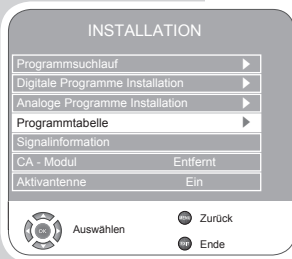 INSTALLATION
Programmsuchlauf
Digitale Programme Installation
Analoge Programme Installation
Programmtabelle
Signalinformation
CA - Modul Entfernt
Aktivantenne Ein
OK
Auswählen
MENU
Zurück
Ende